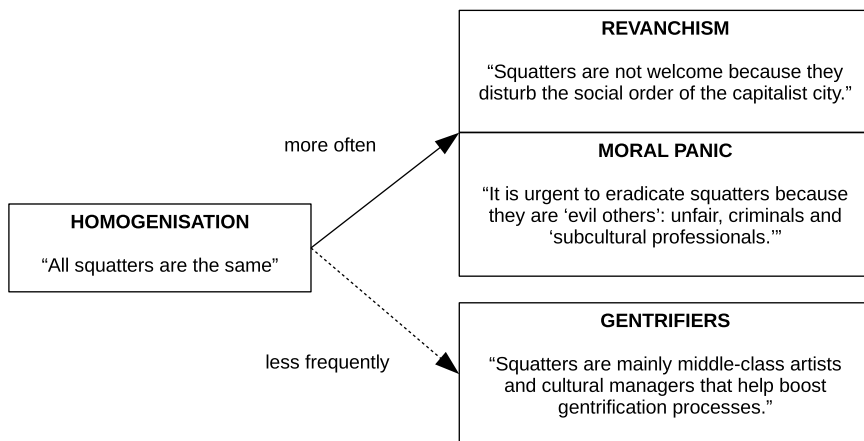 REVANCHISM
“Squatters are not welcome because they
disturb the social order of the capitalist city.”
more often
MORAL PANIC
“It is urgent to eradicate squatters because
they are ‘evil others’: unfair, criminals and
‘subcultural professionals.’”
HOMOGENISATION
“All squatters are the same”
GENTRIFIERS
less frequently
“Squatters are mainly middle-class artists
and cultural managers that help boost
gentrification processes.”